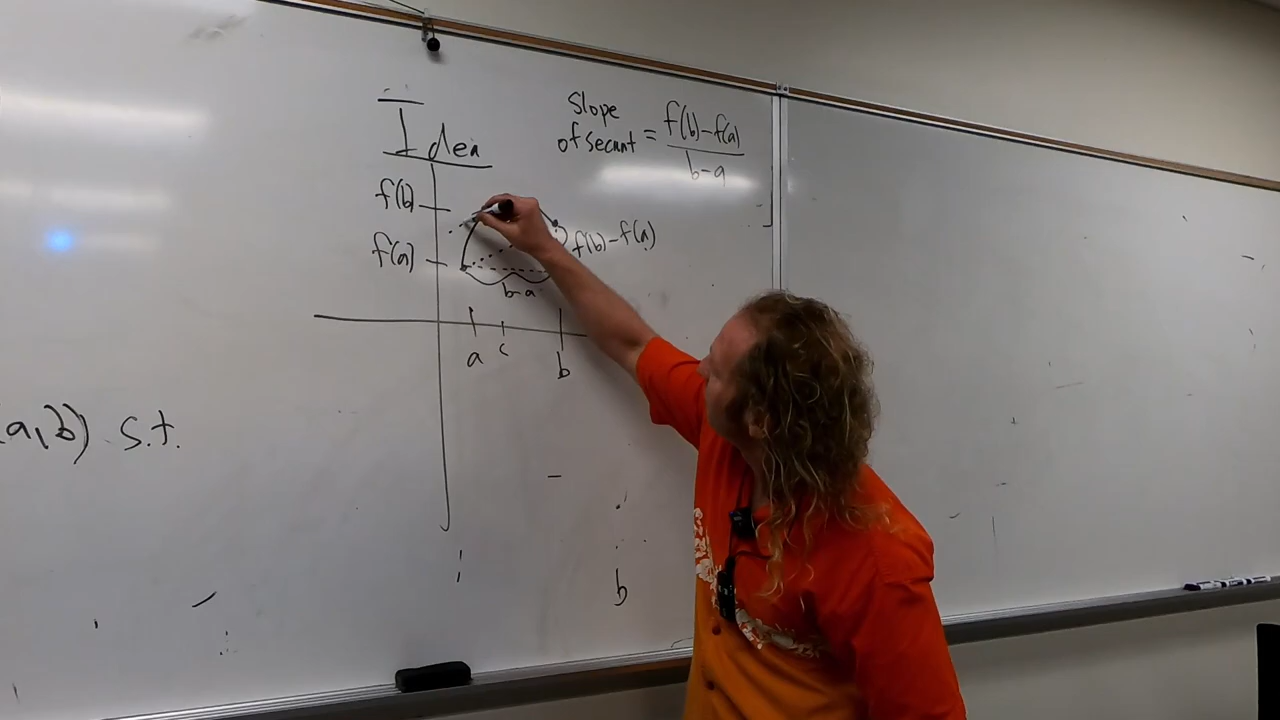 Idea
Slope
of secant = f(b)-f(a)
b-a
f(b)
f(a)
f(b)-f(a)
b-a
a c b
(a,b) s.t.
b